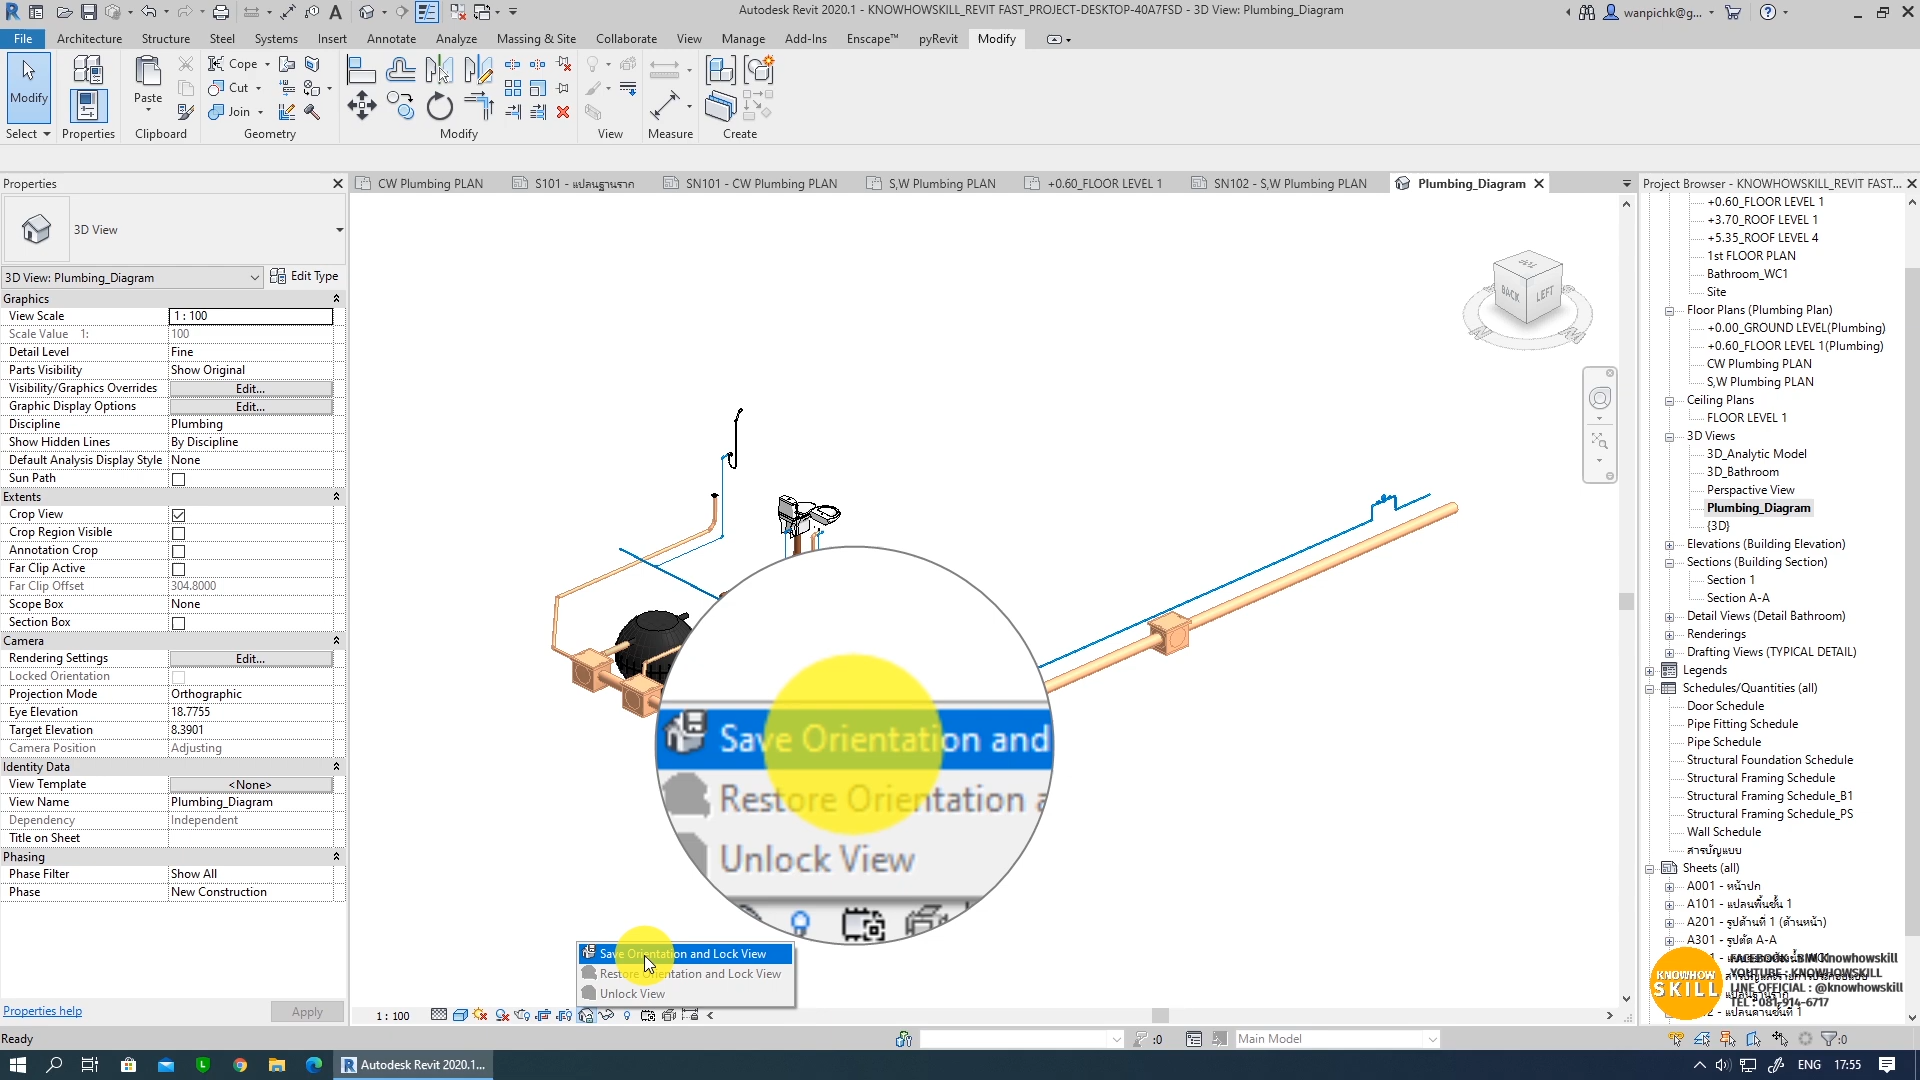 Autodesk Revit 2020.1 - KNOWHOWSKILL_REVIT FAST_PROJECT-DESKTOP-40A7FSD - 3D View: Plumbing_Diagram
wanpichk@g...
File Architecture Structure Steel Systems Insert Annotate Analyze Massing & Site Collaborate View Manage Add-Ins Enscape™ pyRevit Modify
Modify
Paste
Cope
Cut
Join
Select Properties Clipboard Geometry Modify View Measure Create
Properties
CW Plumbing PLAN
S101 - แปลนฐานราก
SN101 - CW Plumbing PLAN
S,W Plumbing PLAN
+0.60_FLOOR LEVEL 1
SN102 - S,W Plumbing PLAN
Plumbing_Diagram
Project Browser - KNOWHOWSKILL_REVIT FAST...
3D View
3D View: Plumbing_Diagram
Edit Type
Graphics
View Scale 1 : 100
Scale Value 1: 100
Detail Level Fine
Parts Visibility Show Original
Visibility/Graphics Overrides Edit...
Graphic Display Options Edit...
Discipline Plumbing
Show Hidden Lines By Discipline
Default Analysis Display Style None
Sun Path
Extents
Crop View
Crop Region Visible
Annotation Crop
Far Clip Active
Far Clip Offset 304.8000
Scope Box None
Section Box
Camera
Rendering Settings Edit...
Locked Orientation
Projection Mode Orthographic
Eye Elevation 18.7755
Target Elevation 8.3901
Camera Position Adjusting
Identity Data
View Template <None>
View Name Plumbing_Diagram
Dependency Independent
Title on Sheet
Phasing
Phase Filter Show All
Phase New Construction
Properties help
Apply
TOP
BACK
LEFT
Save Orientation and
Restore Orientation a
Unlock View
Save Orientation and Lock View
Restore Orientation and Lock View
Unlock View
1 : 100
+0.60_FLOOR LEVEL 1
+3.70_ROOF LEVEL 1
+5.35_ROOF LEVEL 4
1st FLOOR PLAN
Bathroom_WC1
Site
Floor Plans (Plumbing Plan)
+0.00_GROUND LEVEL(Plumbing)
+0.60_FLOOR LEVEL 1(Plumbing)
CW Plumbing PLAN
S,W Plumbing PLAN
Ceiling Plans
FLOOR LEVEL 1
3D Views
3D_Analytic Model
3D_Bathroom
Perspactive View
Plumbing_Diagram
{3D}
Elevations (Building Elevation)
Sections (Building Section)
Section 1
Section A-A
Detail Views (Detail Bathroom)
Renderings
Drafting Views (TYPICAL DETAIL)
Legends
Schedules/Quantities (all)
Door Schedule
Pipe Fitting Schedule
Pipe Schedule
Structural Foundation Schedule
Structural Framing Schedule
Structural Framing Schedule_B1
Structural Framing Schedule_PS
Wall Schedule
สารบัญแบบ
Sheets (all)
A001 - หน้าปก
A101 - แปลนพื้นชั้น 1
A201 - รูปด้านที่ 1 (ด้านหน้า)
A301 - รูปตัด A-A
KNOWHOW
SKILL
FACEBOOK : BIM Knowhowskill
YOUTUBE : KNOWHOWSKILL
LINE OFFICIAL : @knowhowskill
TEL : 081-914-6717
Ready
:0
Main Model
:0
Autodesk Revit 2020.1...
ENG
17:55